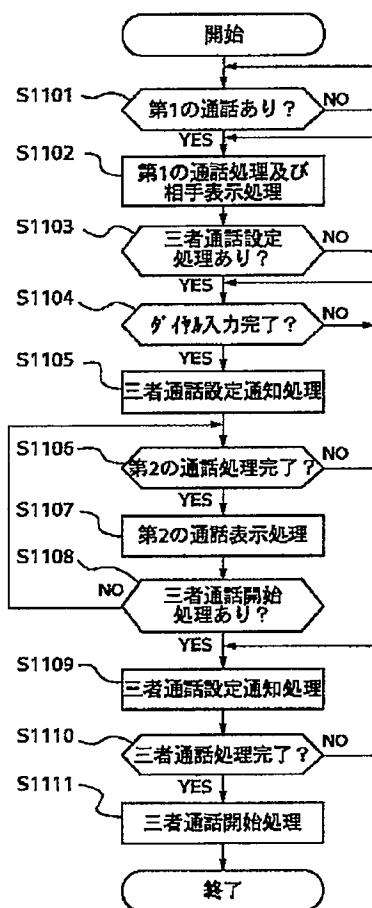 開始
S1101
第1の通話あり?
NO
YES
S1102
第1の通話処理及び
相手表示処理
S1103
三者通話設定
処理あり?
NO
YES
S1104
ダイヤル入力完了?
NO
YES
S1105
三者通話設定通知処理
S1106
第2の通話処理完了?
NO
YES
S1107
第2の通話表示処理
S1108
NO
三者通話開始
処理あり?
YES
S1109
三者通話設定通知処理
S1110
三者通話処理完了?
NO
YES
S1111
三者通話開始処理
終了